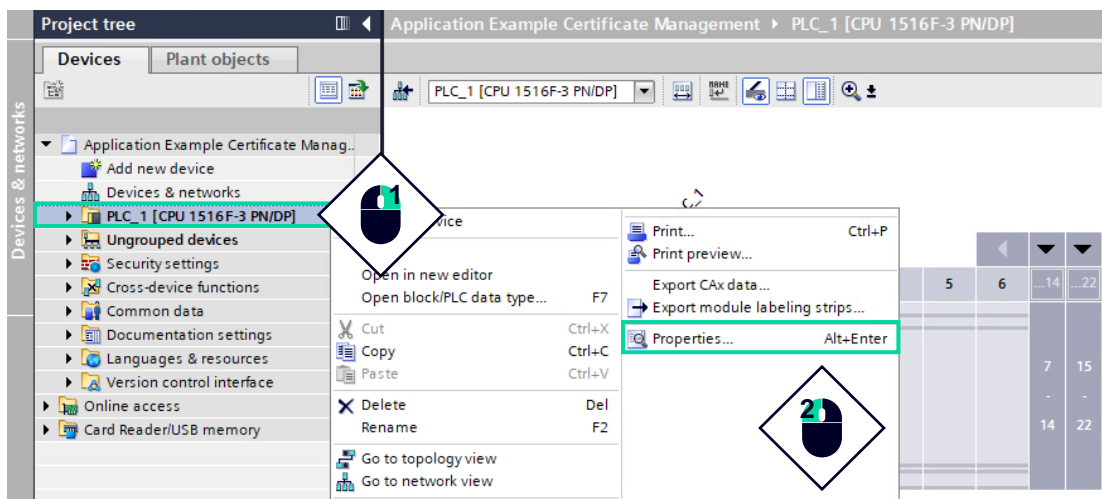 Project tree
Application Example Certificate Management ▸ PLC_1 [CPU 1516F-3 PN/DP]
Devices
Plant objects
PLC_1 [CPU 1516F-3 PN/DP]
Devices & networks
Application Example Certificate Manag..
Add new device
Devices & networks
PLC_1 [CPU 1516F-3 PN/DP]
Ungrouped devices
Security settings
Cross-device functions
Common data
Documentation settings
Languages & resources
Version control interface
Online access
Card Reader/USB memory
1
Open in new editor
Open block/PLC data type... F7
Cut Ctrl+X
Copy Ctrl+C
Paste Ctrl+V
Delete Del
Rename F2
Go to topology view
Go to network view
Print... Ctrl+P
Print preview...
Export CAx data...
Export module labeling strips...
Properties... Alt+Enter
2
5 6 ...14 ...22
7 15
- -
14 22